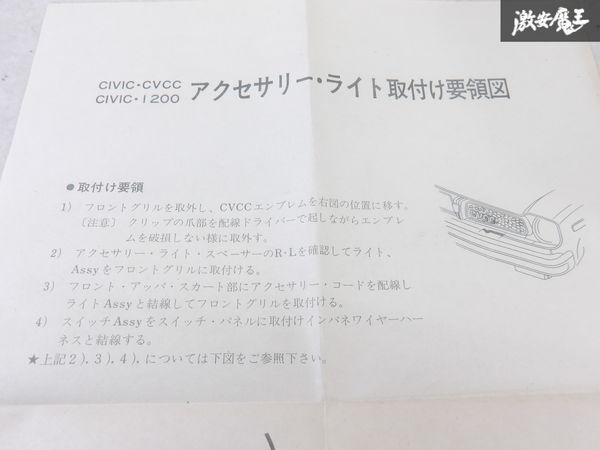 激安魔王
CIVIC・CVCC
CIVIC・1200
アクセサリー・ライト取付け要領図
●取付け要領
1) フロントグリルを取外し、CVCCエンブレムを右図の位置に移す。
〔注意〕 クリップの爪部を配線ドライバーで起しながらエンブレ
ムを破損しない様に取外す。
2) アクセサリー・ライト・スペーサーのR・Lを確認してライト、
Assyをフロントグリルに取付ける。
3) フロント・アッパ・スカート部にアクセサリー・コードを配線し
ライトAssyと結線してフロントグリルを取付ける。
4) スイッチAssyをスイッチ・パネルに取付けインパネワイヤーハー
ネスと結線する。
★上記2).3).4).については下図をご参照下さい。